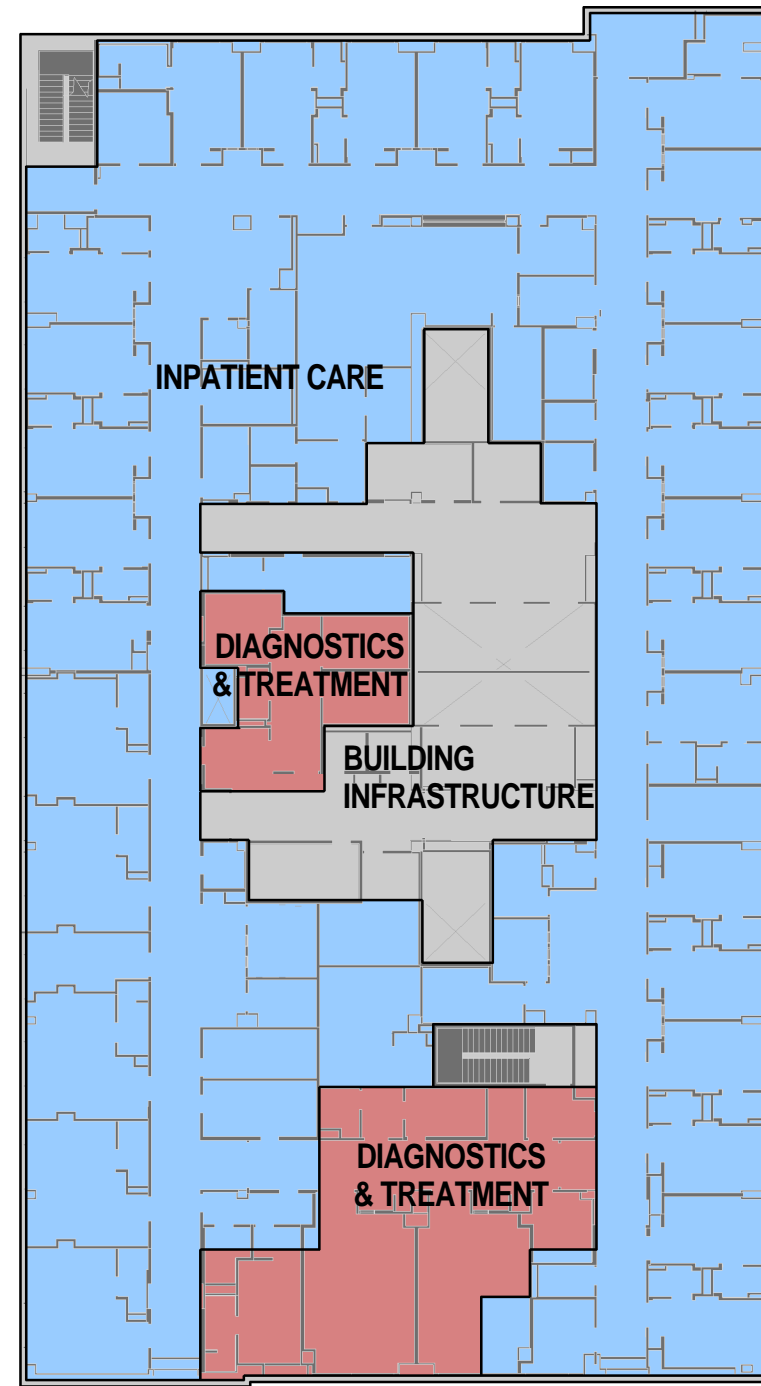 INPATIENT CARE
DIAGNOSTICS
& TREATMENT
BUILDING
INFRASTRUCTURE
DIAGNOSTICS
& TREATMENT